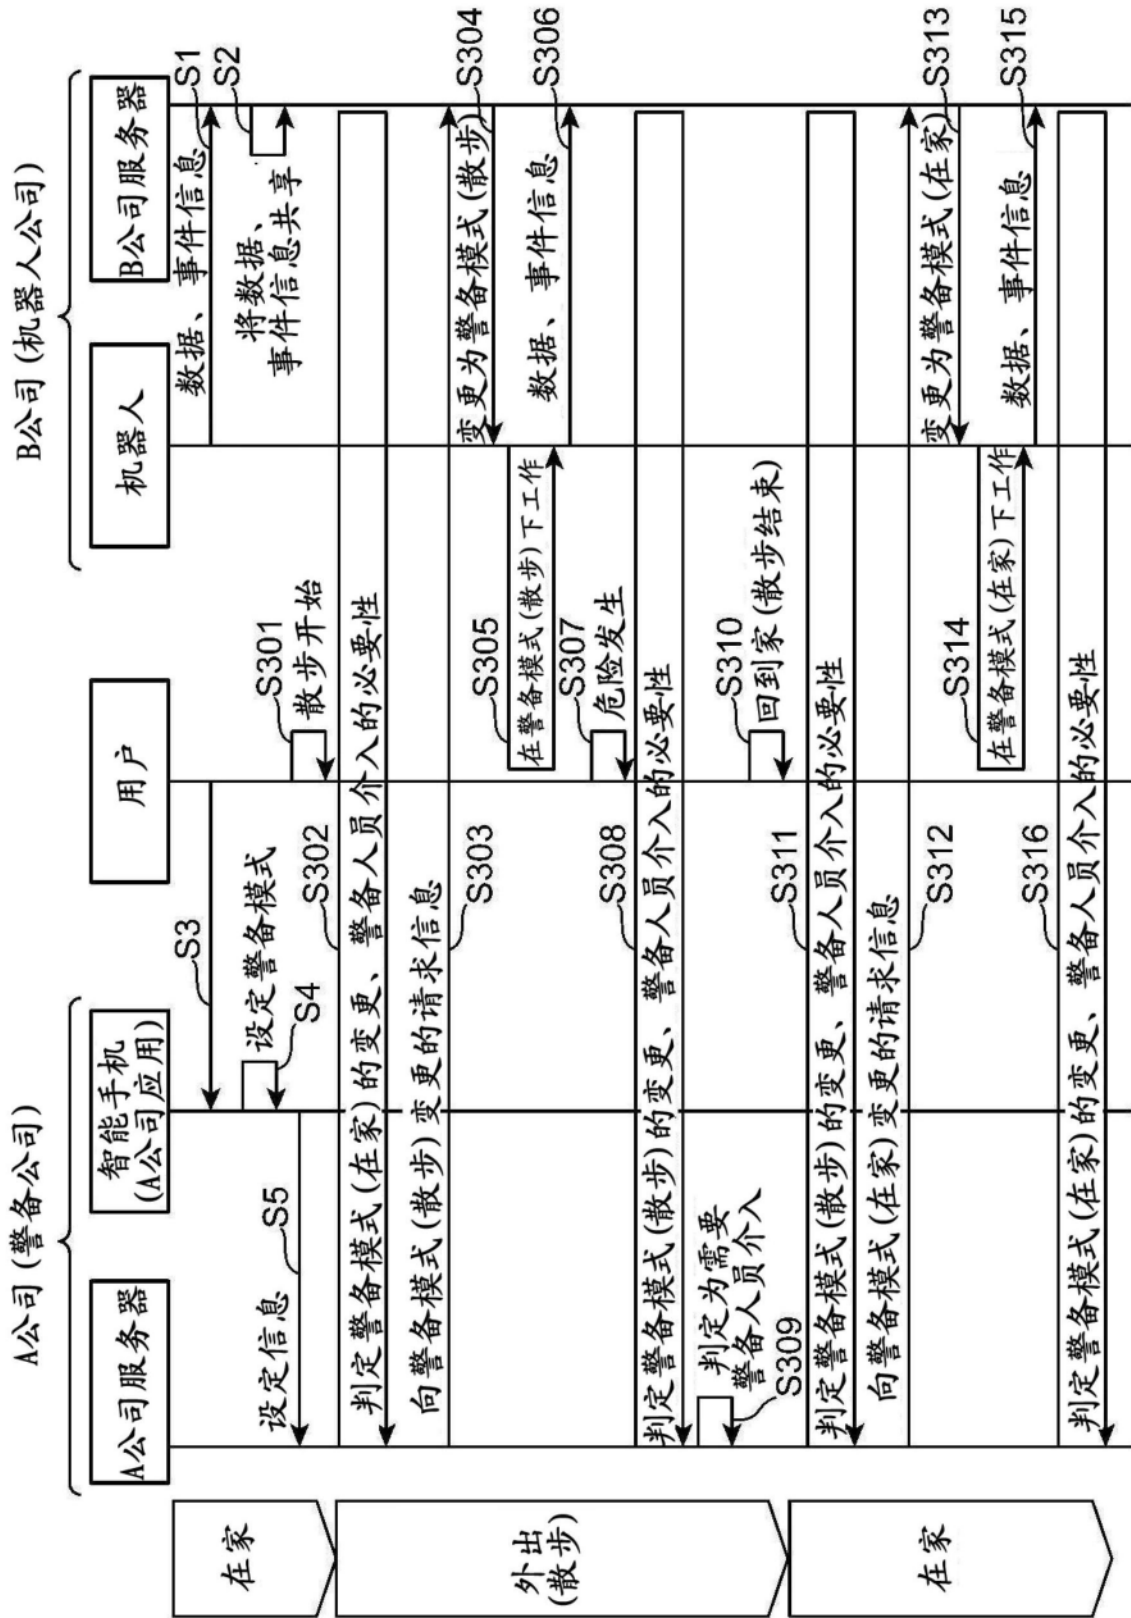 A公司(警备公司)
B公司(机器人公司)
A公司服务器
智能手机
(A公司应用)
用户
机器人
B公司服务器
在家
外出
(散步)
在家
数据、事件信息
S1
将数据、
事件信息共享
S2
S3
设定警备模式
S4
设定信息
S5
S301
散步开始
S302
判定警备模式(在家)的变更、警备人员介入的必要性
向警备模式(散步)变更的请求信息
S303
变更为警备模式(散步)
S304
S305
在警备模式(散步)下工作
数据、事件信息
S306
S307
危险发生
S308
判定警备模式(散步)的变更、警备人员介入的必要性
判定为需要
警备人员介入
S309
S310
回到家(散步结束)
S311
判定警备模式(散步)的变更、警备人员介入的必要性
向警备模式(在家)变更的请求信息
S312
变更为警备模式(在家)
S313
S314
在警备模式(在家)下工作
数据、事件信息
S315
S316
判定警备模式(在家)的变更、警备人员介入的必要性